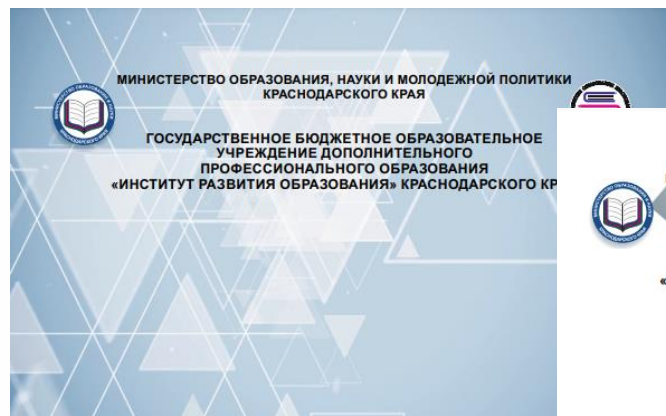 МИНИСТЕРСТВО ОБРАЗОВАНИЯ, НАУКИ И МОЛОДЕЖНОЙ ПОЛИТИКИ
КРАСНОДАРСКОГО КРАЯ
ГОСУДАРСТВЕННОЕ БЮДЖЕТНОЕ ОБРАЗОВАТЕЛЬНОЕ
УЧРЕЖДЕНИЕ ДОПОЛНИТЕЛЬНОГО
ПРОФЕССИОНАЛЬНОГО ОБРАЗОВАНИЯ
«ИНСТИТУТ РАЗВИТИЯ ОБРАЗОВАНИЯ» КРАСНОДАРСКОГО КР
«